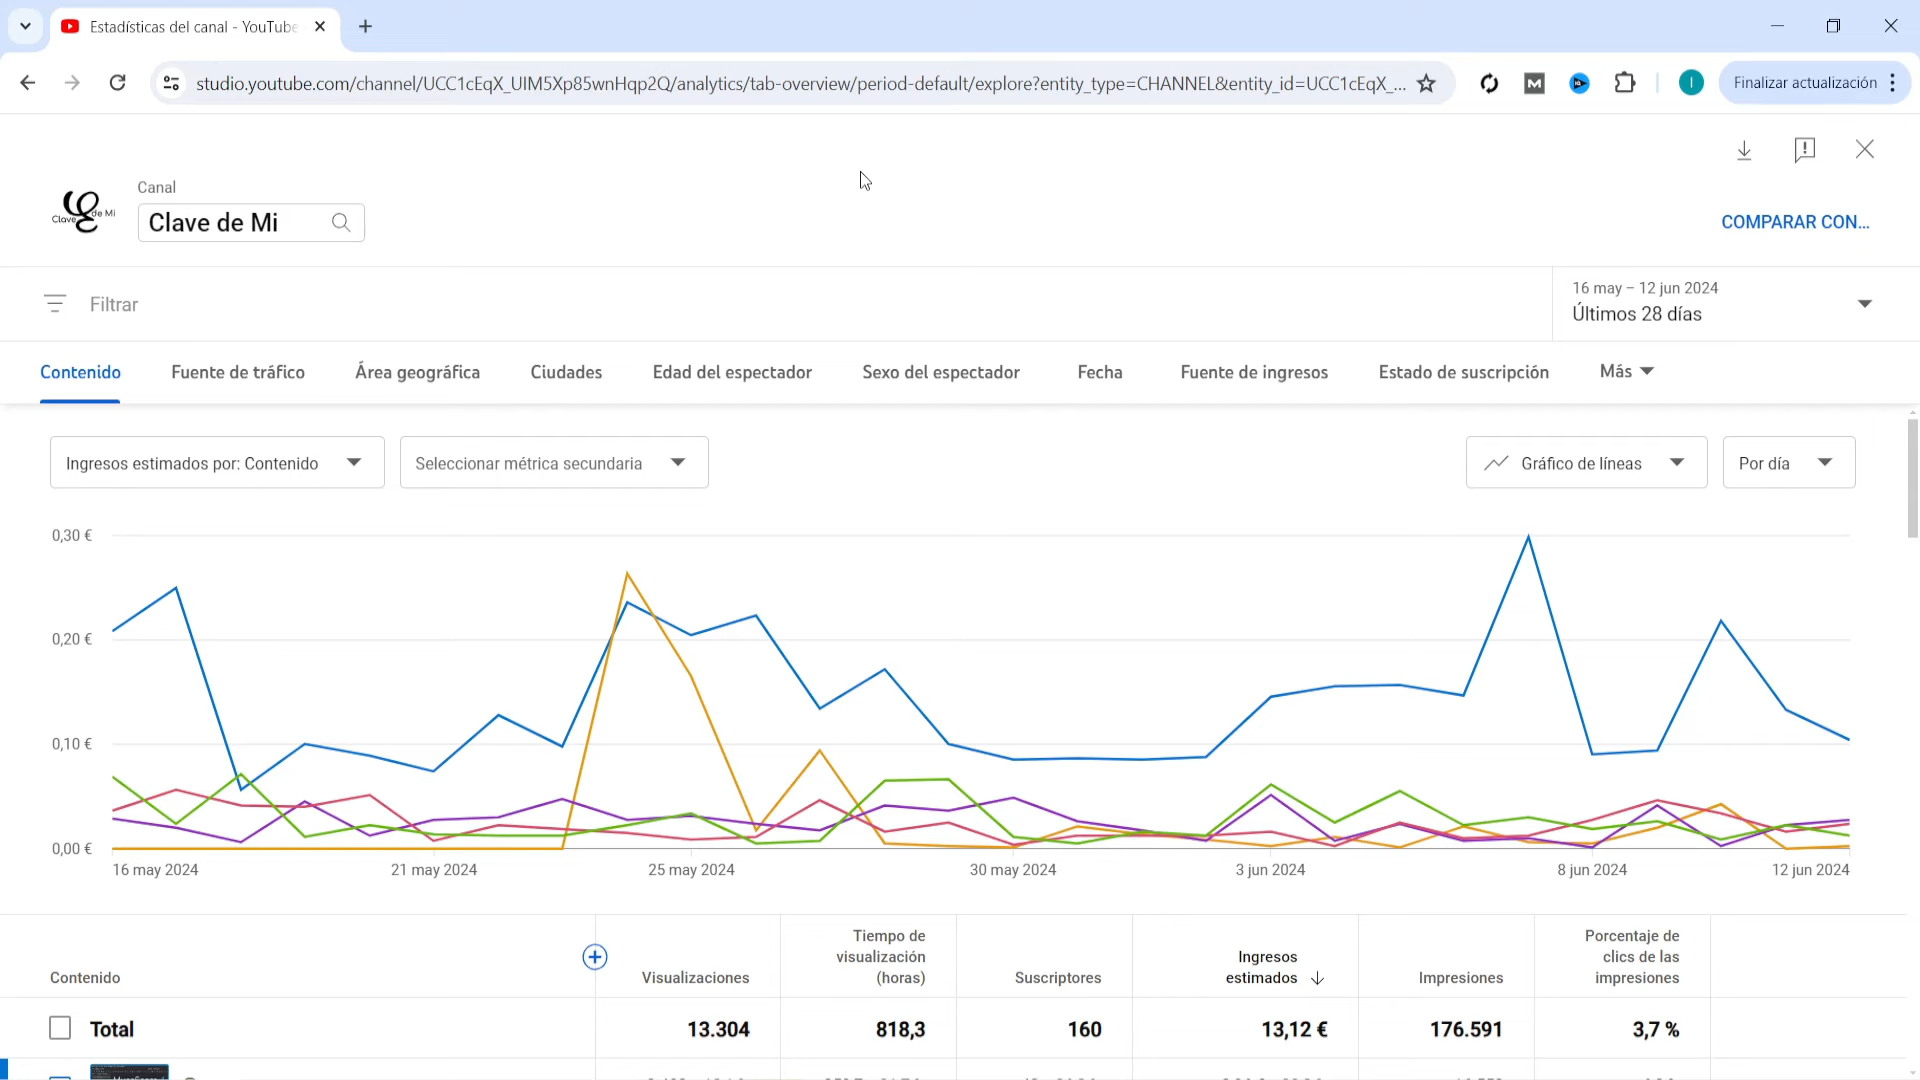 Estadísticas del canal - YouTube
studio.youtube.com/channel/UCC1cEqX_UIM5Xp85wnHqp2Q/analytics/tab-overview/period-default/explore?entity_type=CHANNEL&entity_id=UCC1cEqX_...
M
I
Finalizar actualización
Clave de Mi
Canal
Clave de Mi
COMPARAR CON...
Filtrar
16 may – 12 jun 2024
Últimos 28 días
Contenido Fuente de tráfico Área geográfica Ciudades Edad del espectador Sexo del espectador Fecha Fuente de ingresos Estado de suscripción Más
Ingresos estimados por: Contenido Seleccionar métrica secundaria Gráfico de líneas Por día
0,30 €
0,20 €
0,10 €
0,00 €
16 may 2024 21 may 2024 25 may 2024 30 may 2024 3 jun 2024 8 jun 2024 12 jun 2024
Contenido
Visualizaciones
Tiempo de
visualización
(horas)
Suscriptores
Ingresos
estimados
Impresiones
Porcentaje de
clics de las
impresiones
Total 13.304 818,3 160 13,12 € 176.591 3,7 %